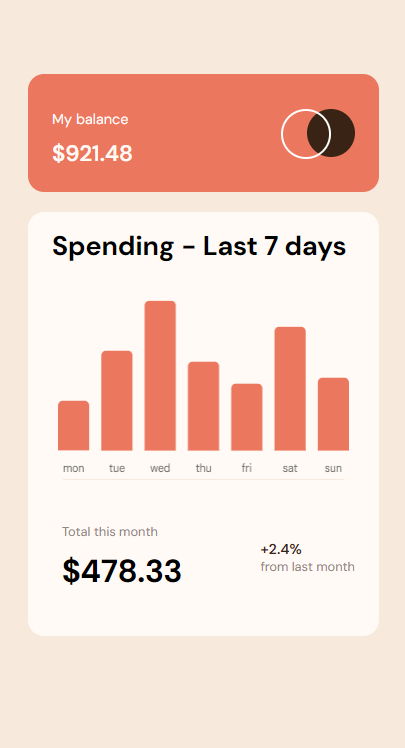 My balance
$921.48
Spending - Last 7 days
mon tue wed thu fri sat sun
Total this month
$478.33
+2.4%
from last month